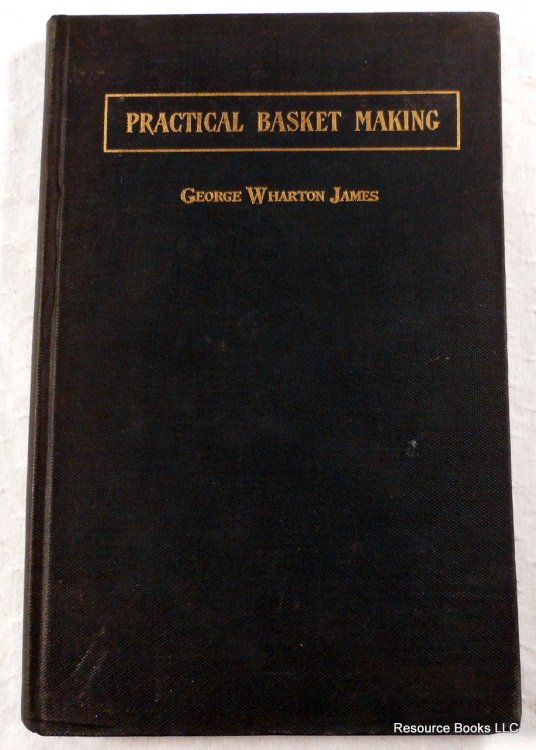 PRACTICAL BASKET MAKING
GEORGE WHARTON JAMES
Resource Books LLC